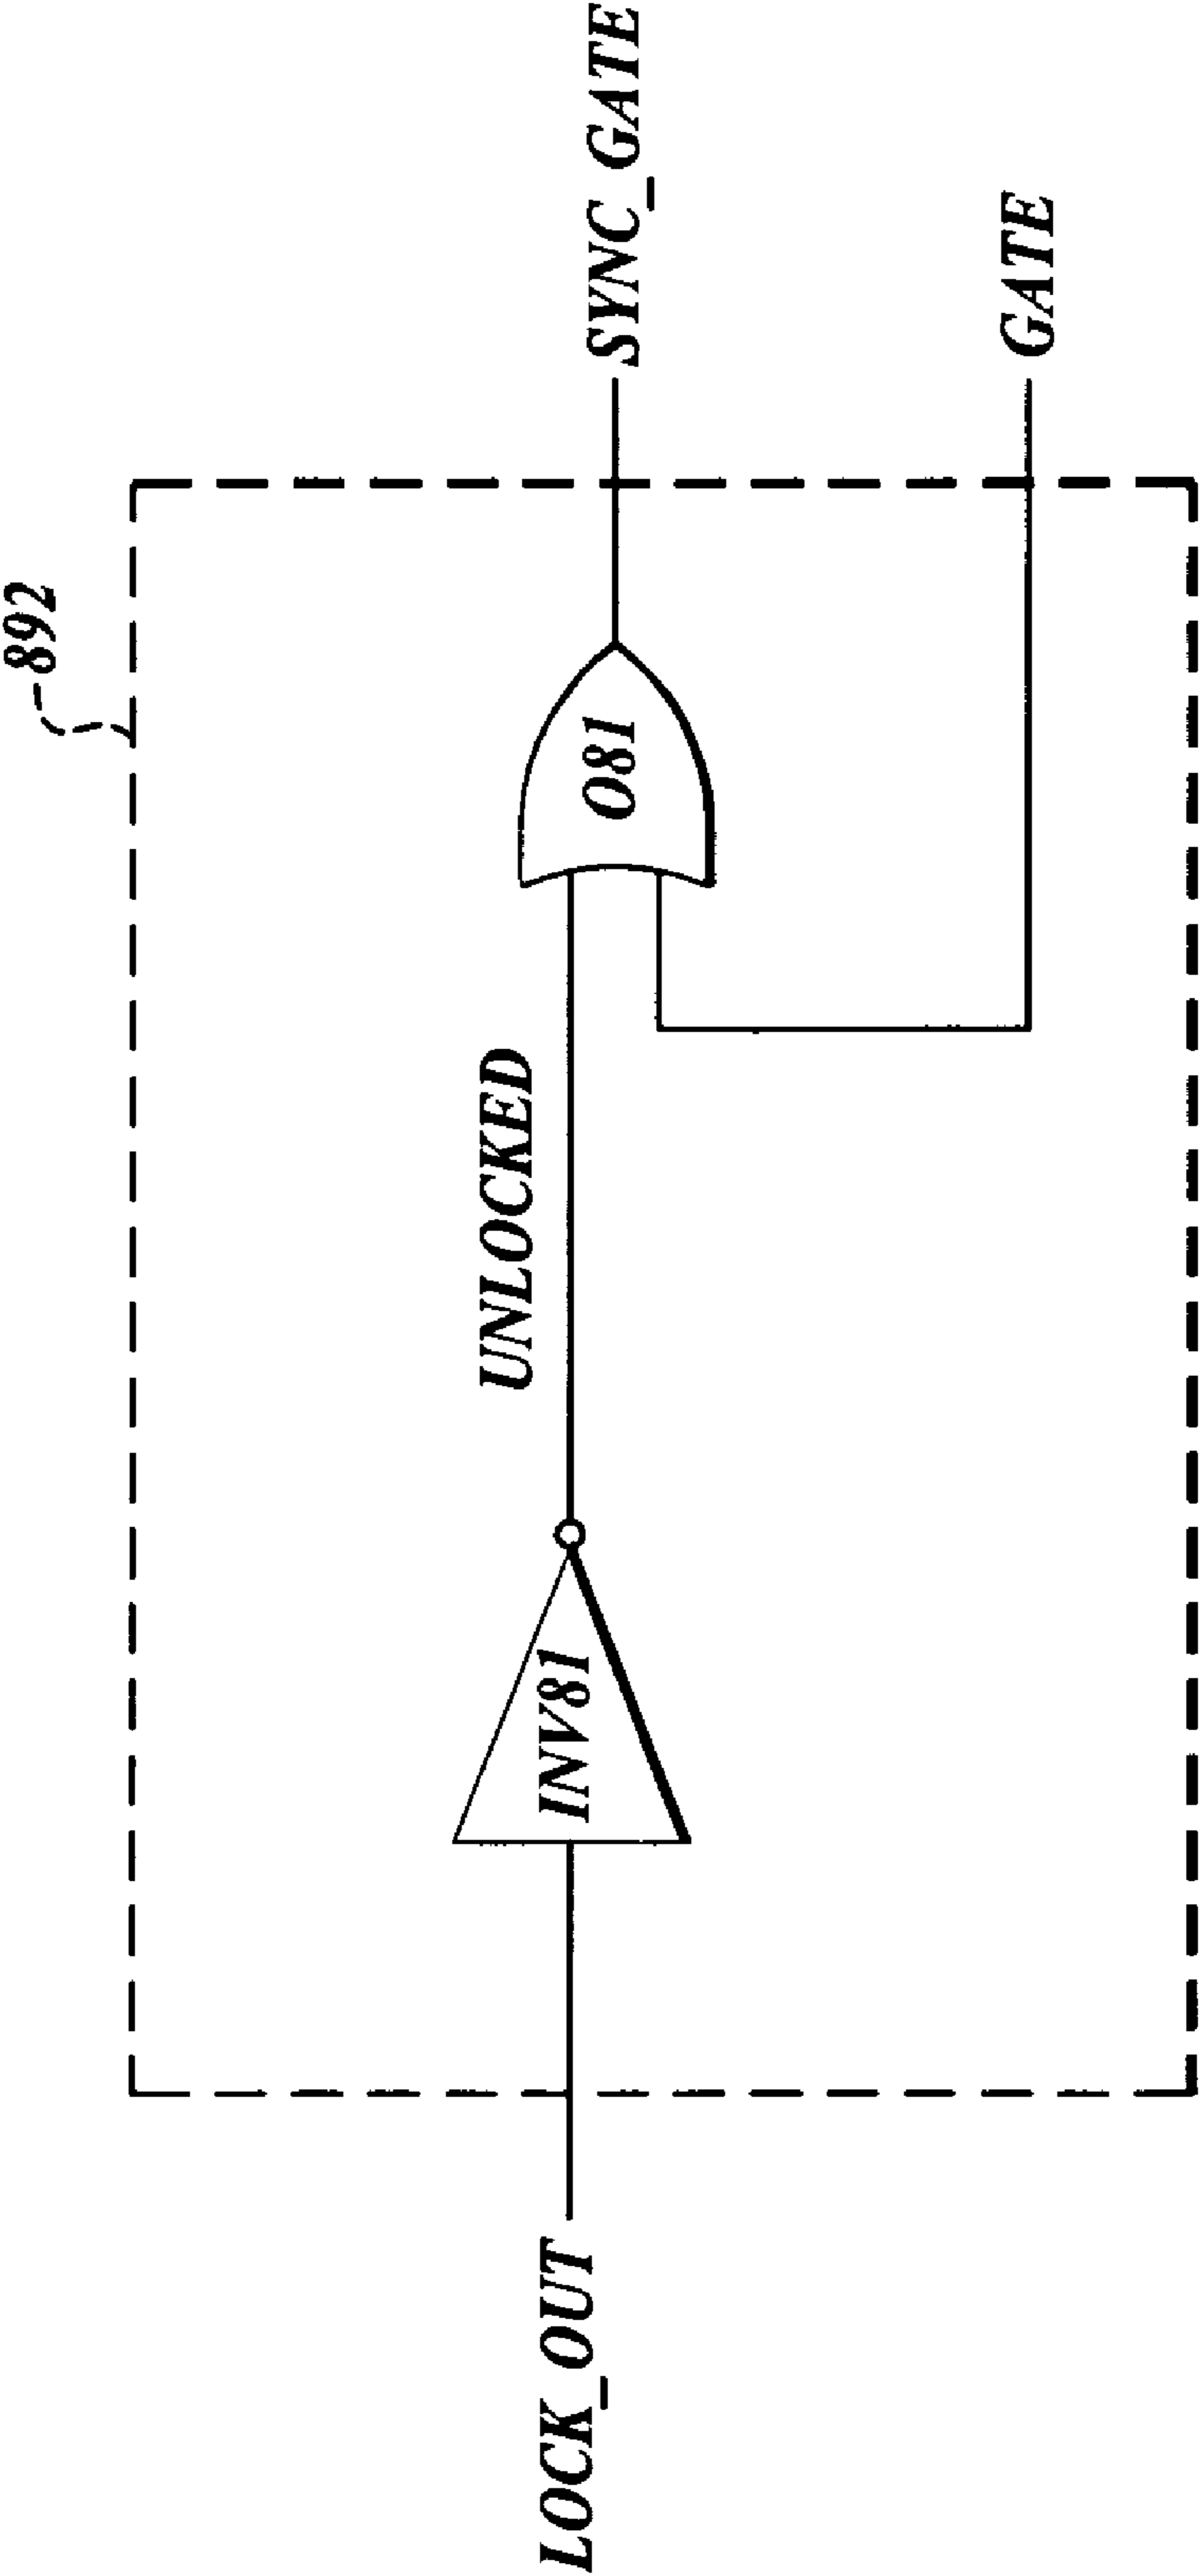 892
LOCK_OUT
INV81
UNLOCKED
O81
SYNC_GATE
GATE